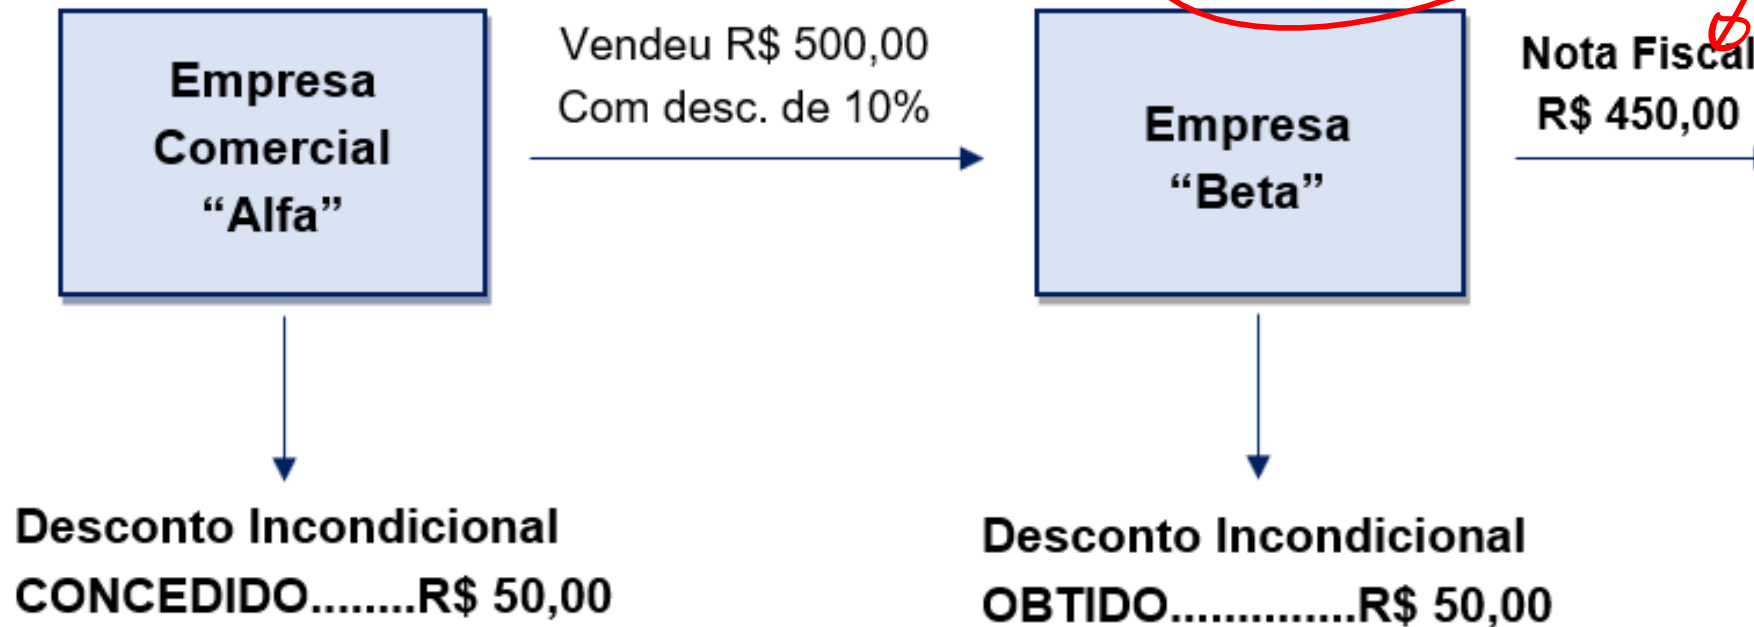 Empresa
Comercial
“Alfa”
Vendeu R$ 500,00
Com desc. de 10%
Empresa
“Beta”
Nota Fiscal
R$ 450,00
Desconto Incondicional
CONCEDIDO........R$ 50,00
Desconto Incondicional
OBTIDO..............R$ 50,00